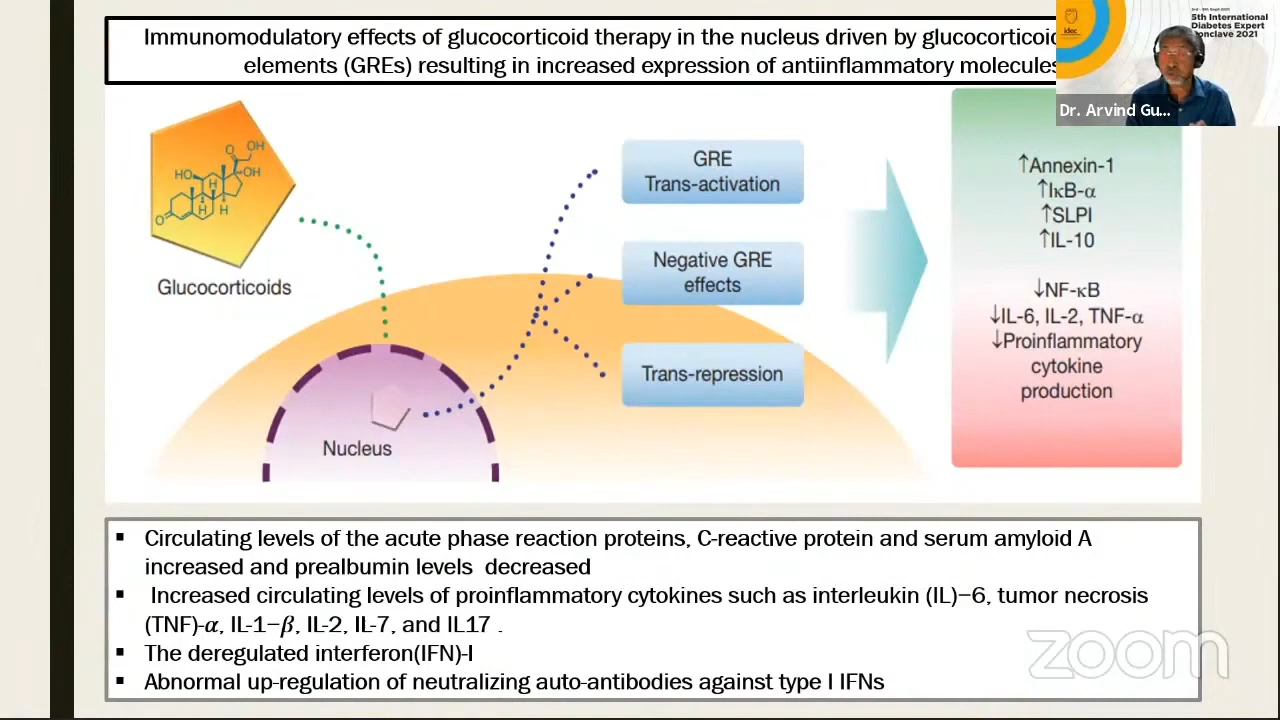 Immunomodulatory effects of glucocorticoid therapy in the nucleus driven by glucocorticoid
elements (GREs) resulting in increased expression of antiinflammatory molecules
5th International
Diabetes Expert
Conclave 2021
idec
Dr. Arvind Gu...
O
OH
HO
OH
H
H
H
O
Glucocorticoids
Nucleus
GRE
Trans-activation
Negative GRE
effects
Trans-repression
↑Annexin-1
↑IκB-α
↑SLPI
↑IL-10
↓NF-κB
↓IL-6, IL-2, TNF-α
↓Proinflammatory
cytokine
production
▪ Circulating levels of the acute phase reaction proteins, C-reactive protein and serum amyloid A
increased and prealbumin levels decreased
▪ Increased circulating levels of proinflammatory cytokines such as interleukin (IL)−6, tumor necrosis
(TNF)-α, IL-1−β, IL-2, IL-7, and IL17 .
▪ The deregulated interferon(IFN)-I
▪ Abnormal up-regulation of neutralizing auto-antibodies against type I IFNs
zoom